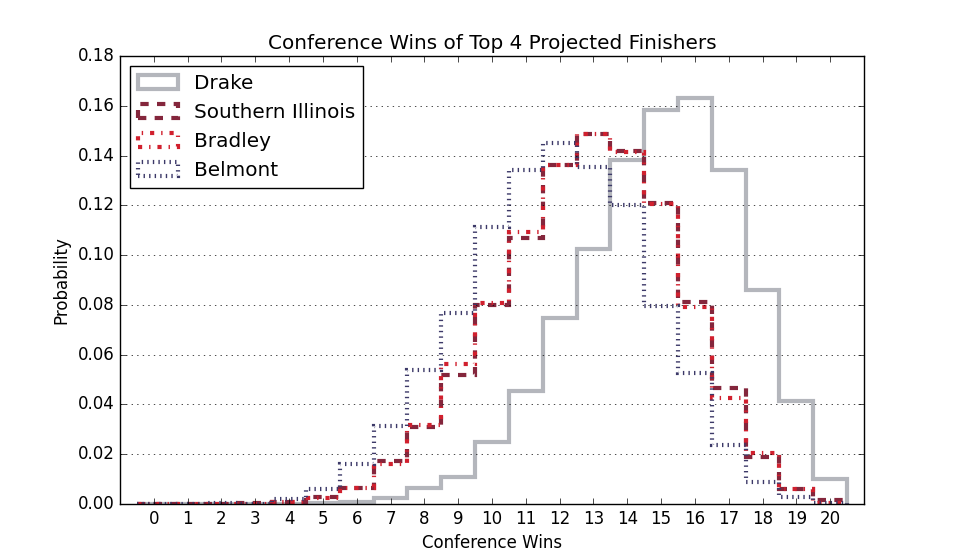 Conference Wins of Top 4 Projected Finishers
0.18
0.16
0.14
0.12
0.10
0.08
0.06
0.04
0.02
0.00
Probability
Drake
Southern Illinois
Bradley
Belmont
0 1 2 3 4 5 6 7 8 9 10 11 12 13 14 15 16 17 18 19 20
Conference Wins